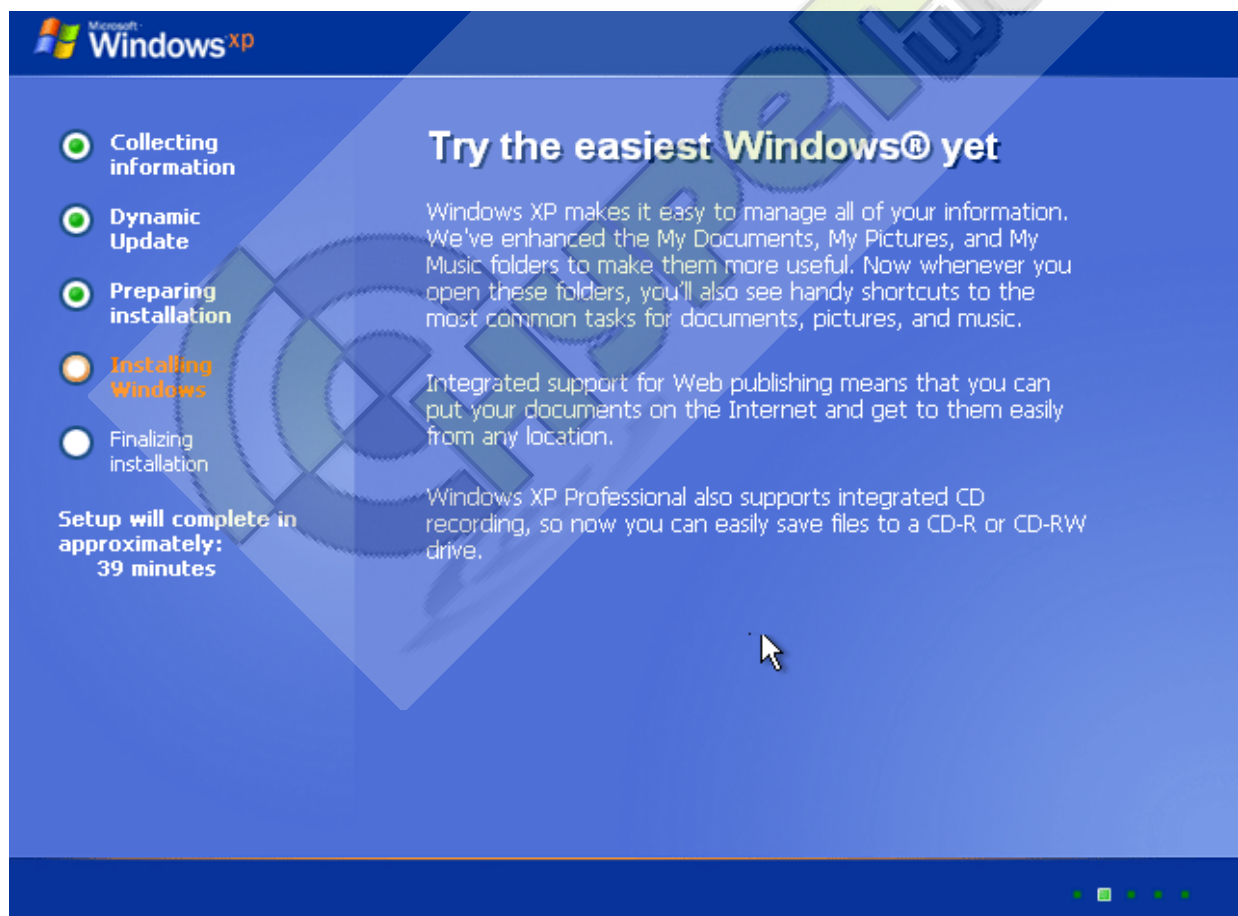 Microsoft
Windows xp
Collecting
information
Dynamic
Update
Preparing
installation
Installing
Windows
Finalizing
installation
Setup will complete in
approximately:
39 minutes
Try the easiest Windows® yet
Windows XP makes it easy to manage all of your information.
We've enhanced the My Documents, My Pictures, and My
Music folders to make them more useful. Now whenever you
open these folders, you'll also see handy shortcuts to the
most common tasks for documents, pictures, and music.
Integrated support for Web publishing means that you can
put your documents on the Internet and get to them easily
from any location.
Windows XP Professional also supports integrated CD
recording, so now you can easily save files to a CD-R or CD-RW
drive.